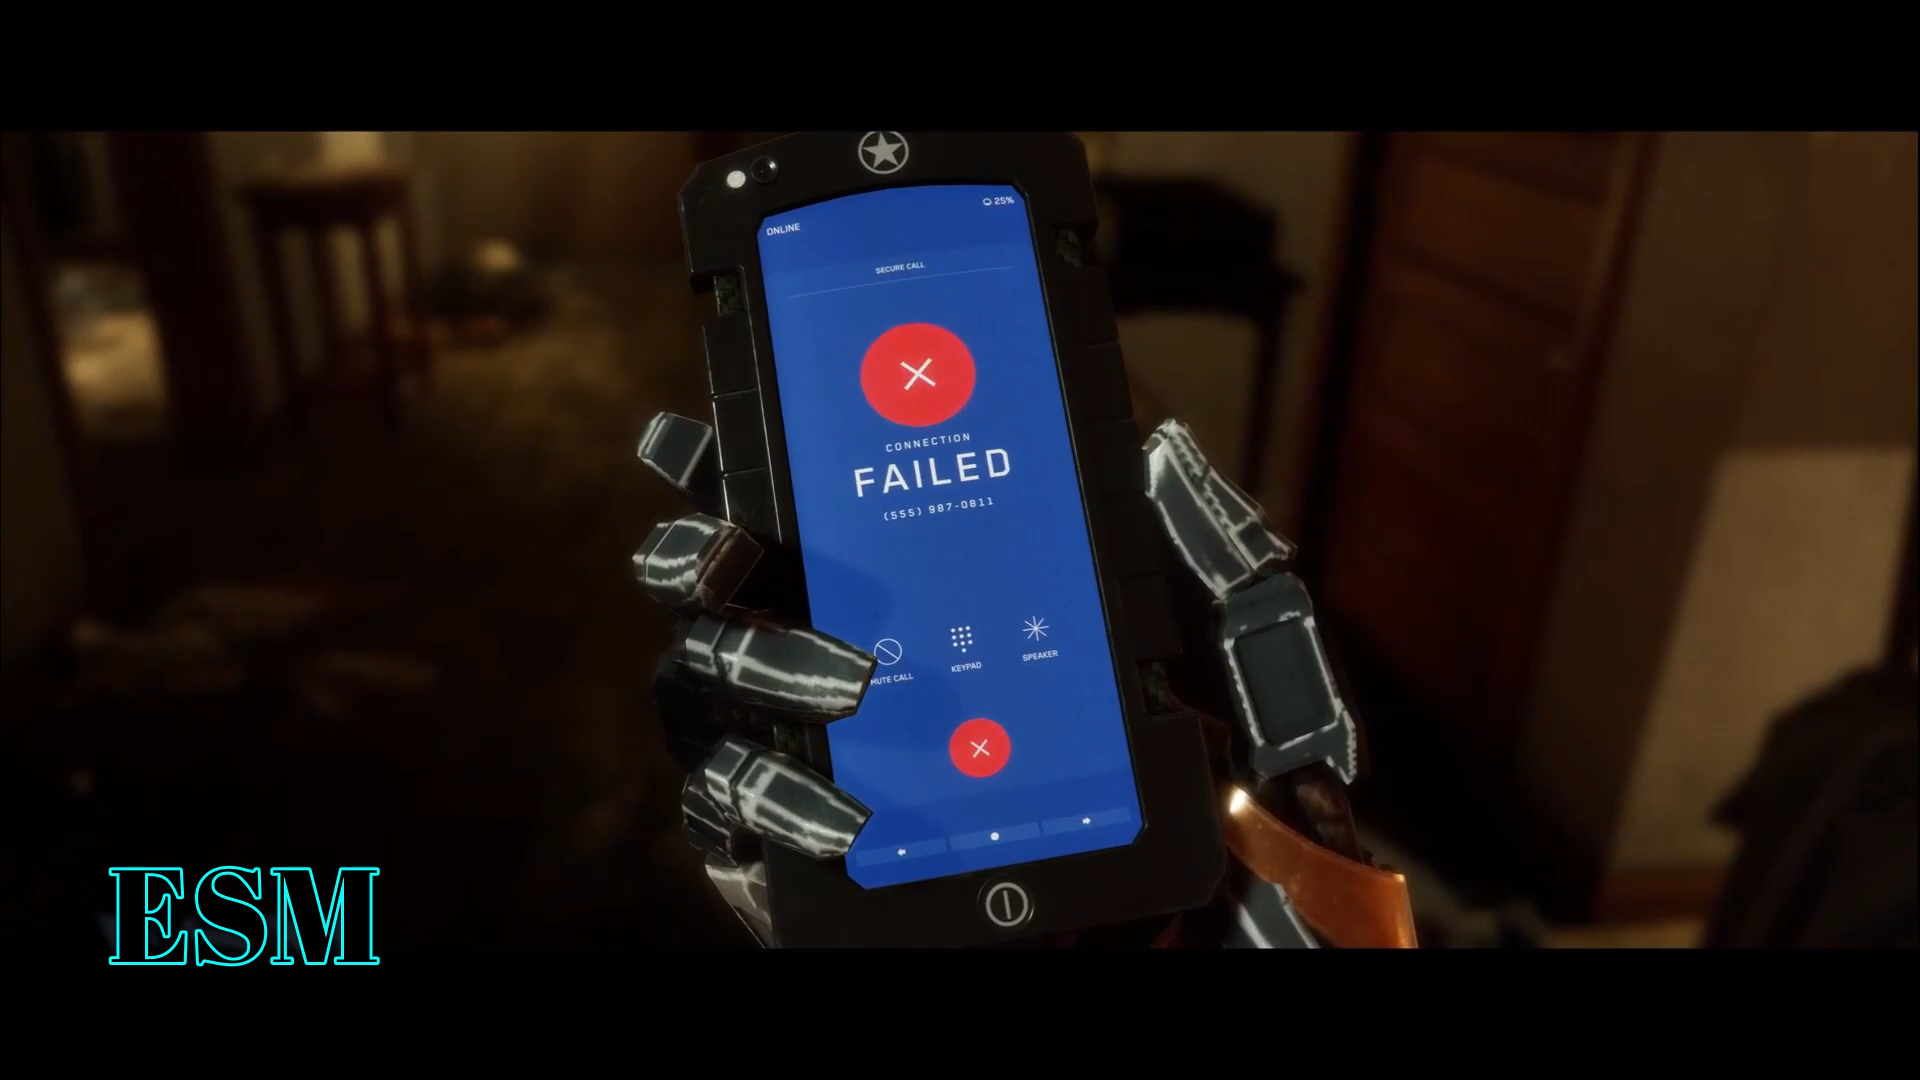 ONLINE
25%
SECURE CALL
CONNECTION
FAILED
(555) 987-0811
MUTE CALL
KEYPAD
SPEAKER
ESM